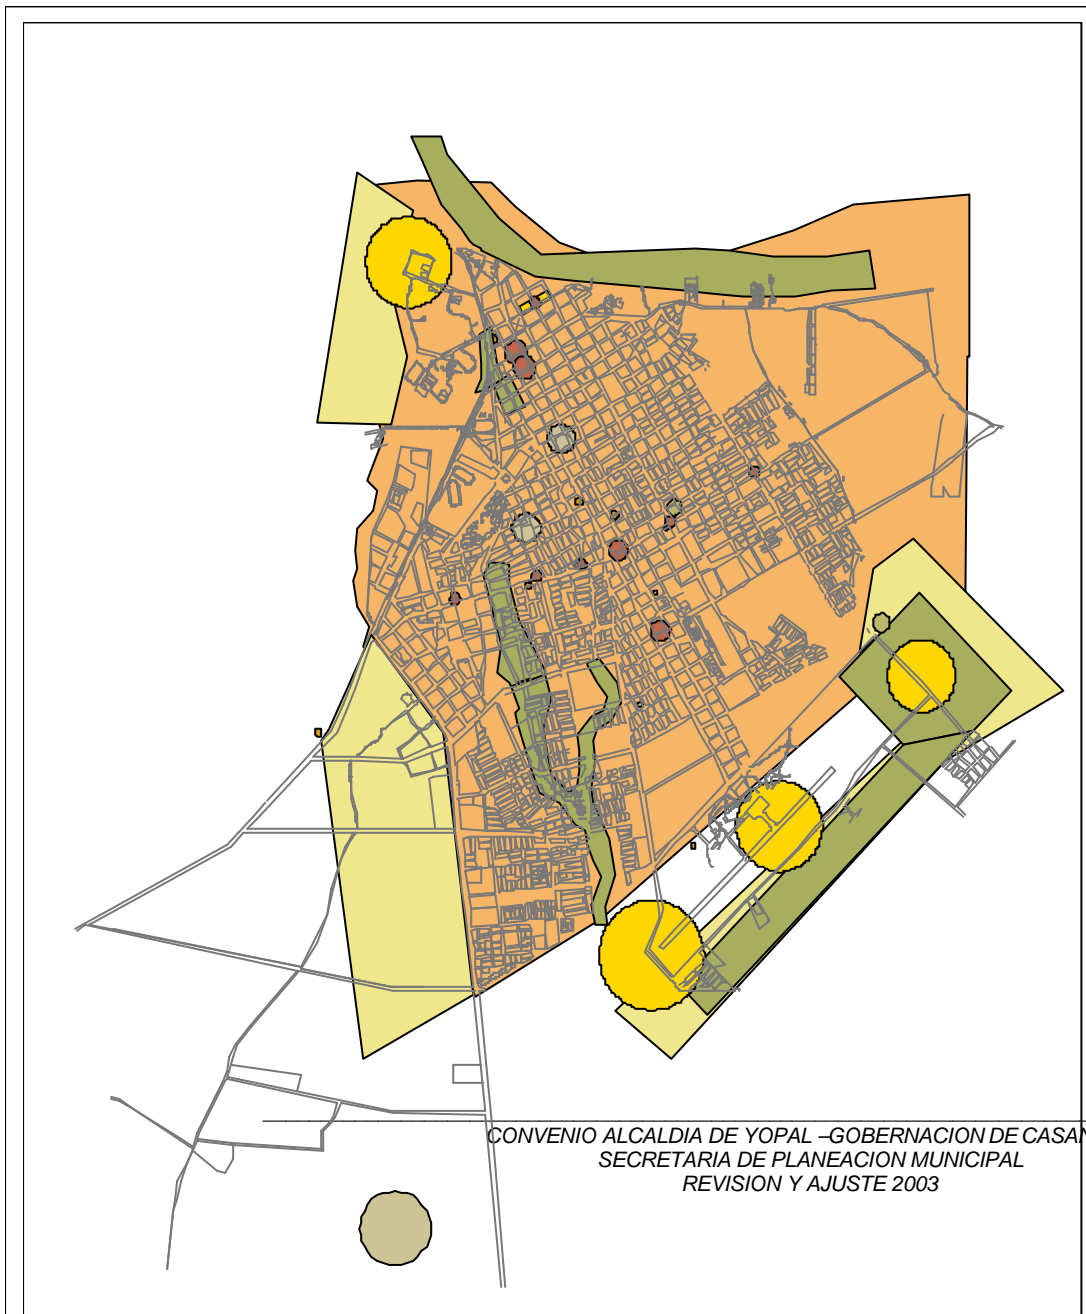 CONVENIO ALCALDIA DE YOPAL –GOBERNACION DE CASAN
SECRETARIA DE PLANEACION MUNICIPAL
REVISION Y AJUSTE 2003